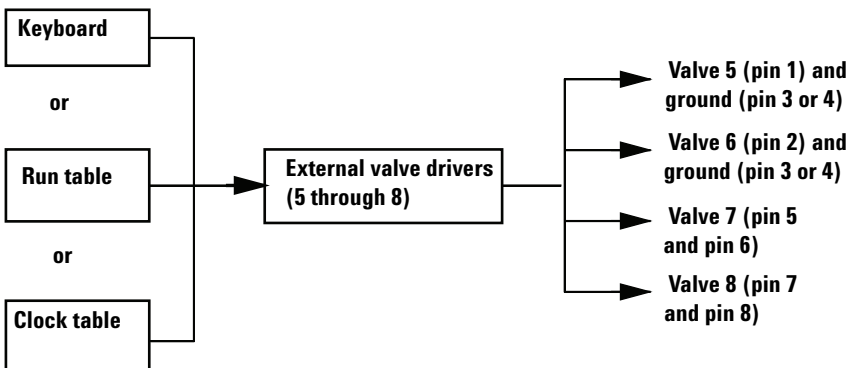 Keyboard
or
Run table
or
Clock table
External valve drivers
(5 through 8)
Valve 5 (pin 1) and
ground (pin 3 or 4)
Valve 6 (pin 2) and
ground (pin 3 or 4)
Valve 7 (pin 5
and pin 6)
Valve 8 (pin 7
and pin 8)